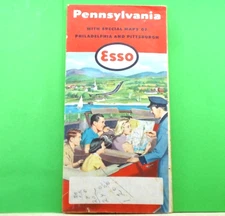 Pennsylvania
WITH SPECIAL MAPS OF
PHILADELPHIA AND PITTSBURGH
Esso